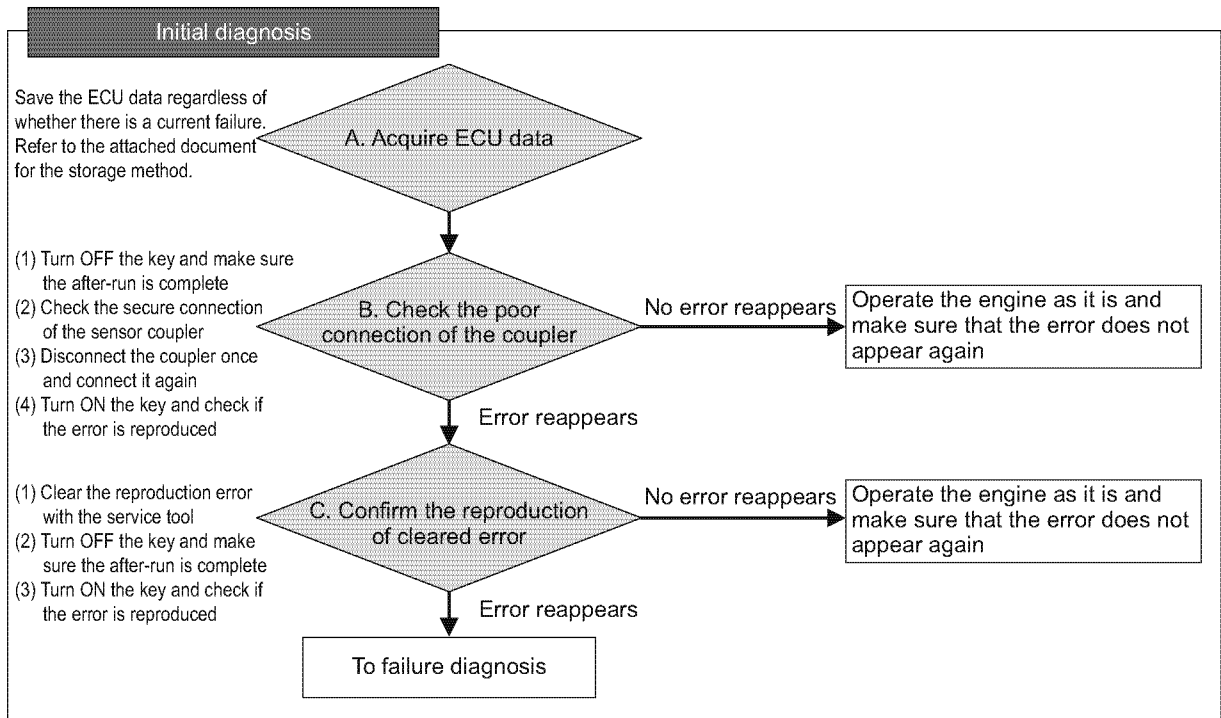 Initial diagnosis
Save the ECU data regardless of
whether there is a current failure.
Refer to the attached document
for the storage method.
A. Acquire ECU data
(1) Turn OFF the key and make sure
the after-run is complete
(2) Check the secure connection
of the sensor coupler
(3) Disconnect the coupler once
and connect it again
(4) Turn ON the key and check if
the error is reproduced
B. Check the poor
connection of the coupler
No error reappears
Operate the engine as it is and
make sure that the error does not
appear again
Error reappears
(1) Clear the reproduction error
with the service tool
(2) Turn OFF the key and make
sure the after-run is complete
(3) Turn ON the key and check if
the error is reproduced
C. Confirm the reproduction
of cleared error
No error reappears
Operate the engine as it is and
make sure that the error does not
appear again
Error reappears
To failure diagnosis